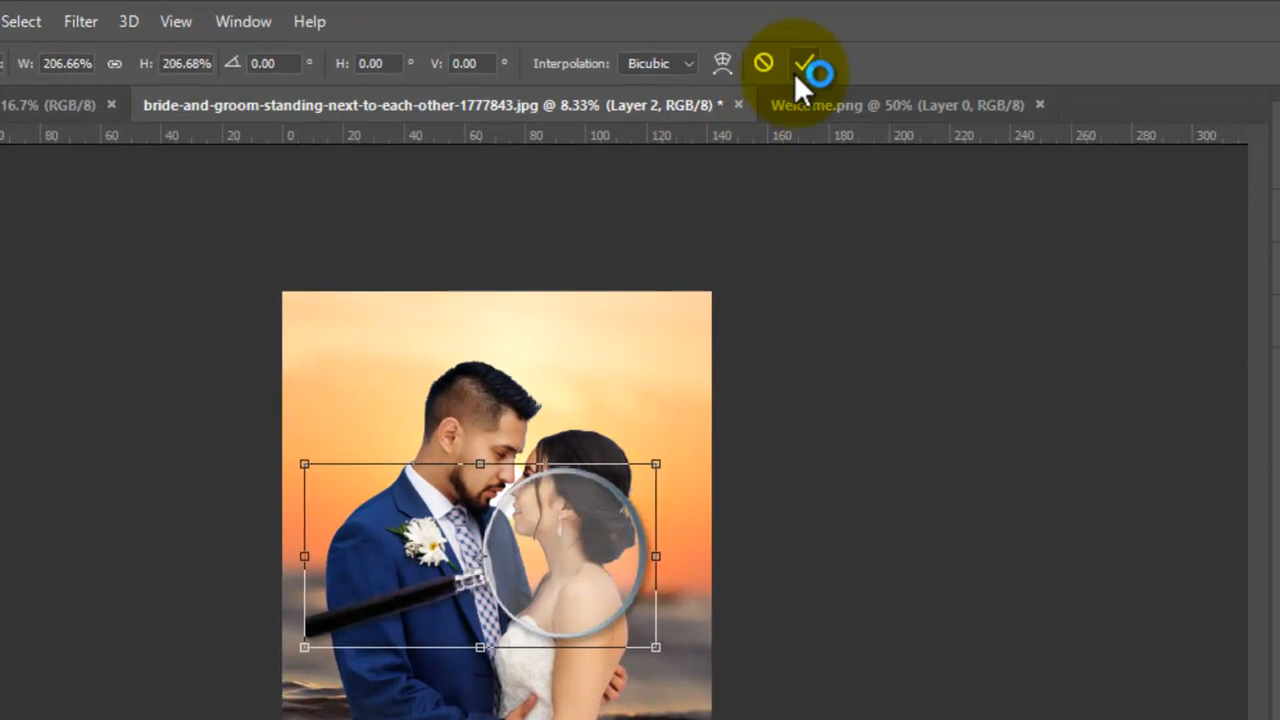 Select Filter 3D View Window Help
: W: 206.66% H: 206.68% 0.00 ° H: 0.00 ° V: 0.00 ° Interpolation: Bicubic
16.7% (RGB/8) × bride-and-groom-standing-next-to-each-other-1777843.jpg @ 8.33% (Layer 2, RGB/8) * × Welcome.png @ 50% (Layer 0, RGB/8) ×
80 60 40 20 0 20 40 60 80 100 120 140 160 180 200 220 240 260 280 300